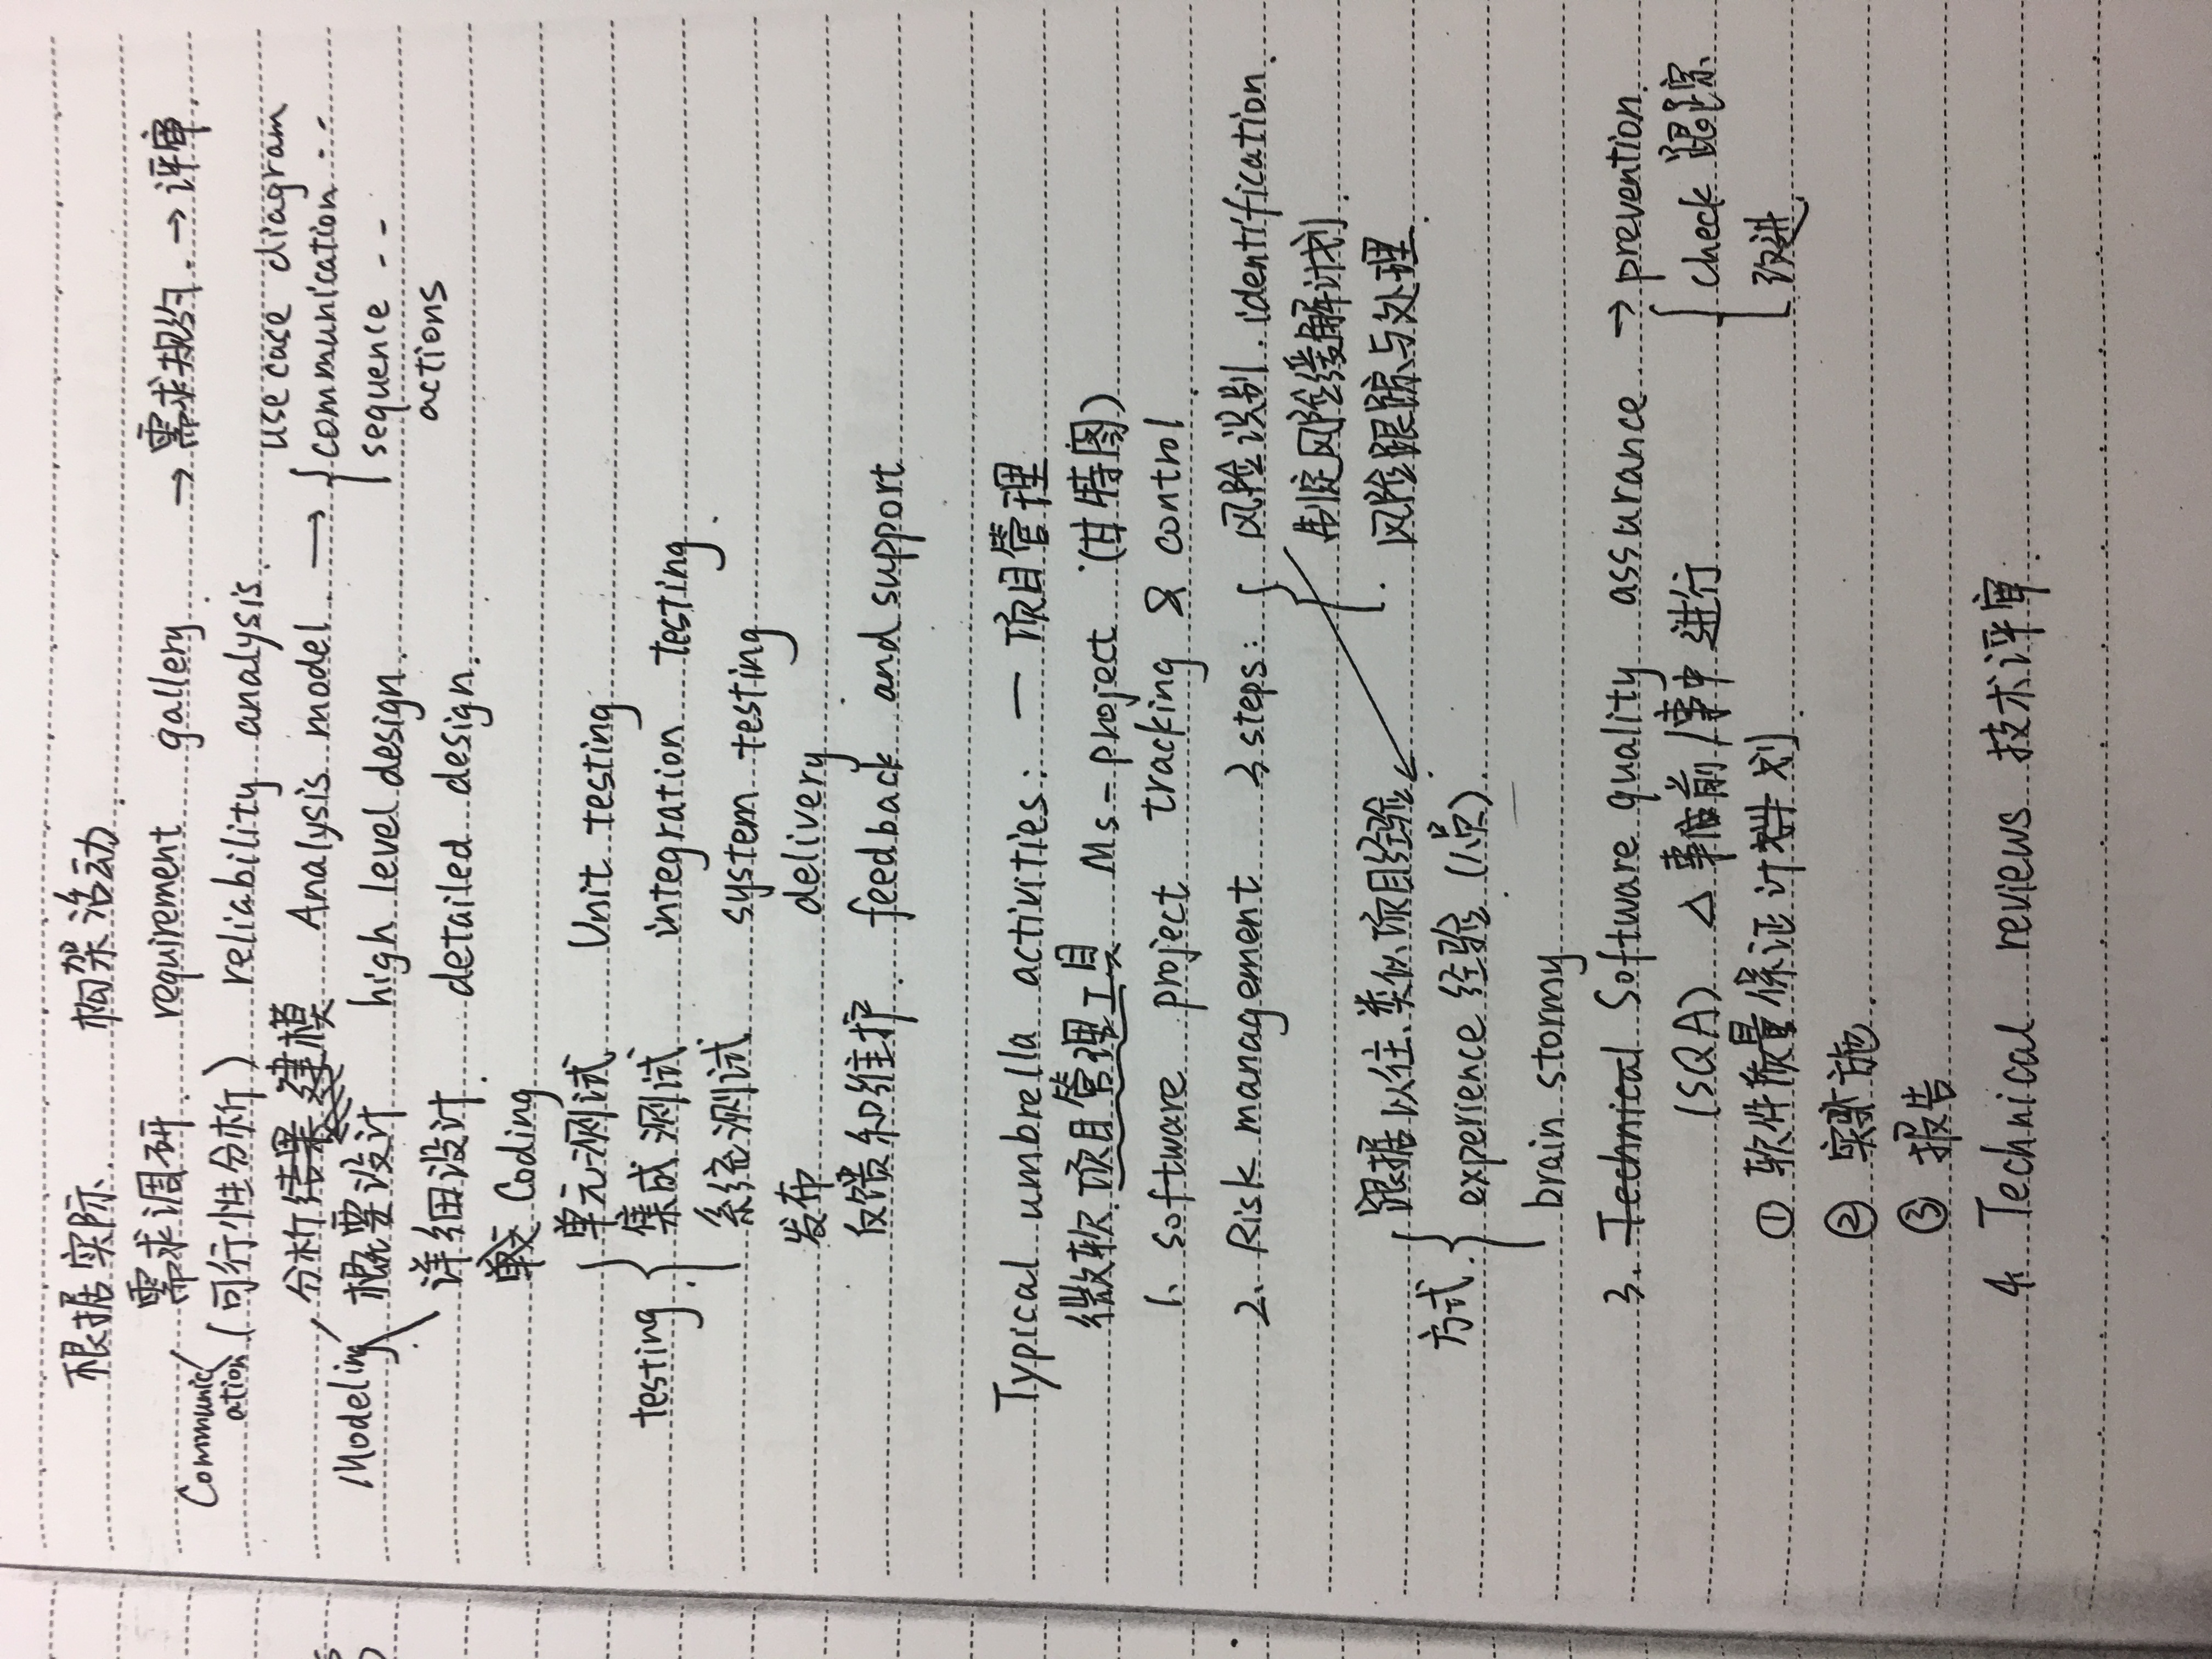 根据实际. 构架活动.
需求调研. requirement gallery. → 需求规约. → 评审.
Communication
(可行性分析) reliability analysis.
分析结果 建模 Analysis model. → use case diagram
communication --
sequence --
actions
Modeling
概要设计 high level design.
详细设计. detailed design.
Coding
testing.
单元测试 Unit testing
集成测试 integration testing.
系统测试 system testing
发布 delivery.
反馈和维护. feedback and support
Typical umbrella activities: — 项目管理
微软.项目管理工具 Ms-project (甘特图)
1. software project tracking & control.
2. Risk management 3 steps: 风险识别. identification.
制定风险缓解计划.
风险跟踪与处理.
方式.
跟据以往、类似项目经验.
experience 经验 (人员).
brain stormy
3. Technical Software quality assurance → prevention.
(SQA) △ 事前/事中进行. check 跟踪.
改进.
① 软件质量保证计划.
② 实施.
③ 报告
4. Technical reviews 技术评审.